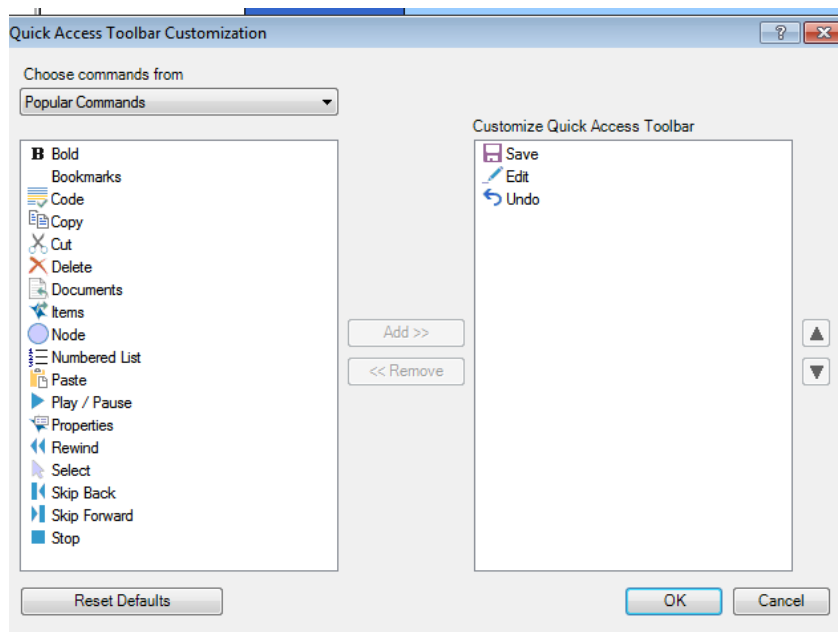 Quick Access Toolbar Customization
?
Choose commands from
Popular Commands
B Bold
Bookmarks
Code
Copy
Cut
Delete
Documents
Items
Node
Numbered List
Paste
Play / Pause
Properties
Rewind
Select
Skip Back
Skip Forward
Stop
Add >>
<< Remove
Customize Quick Access Toolbar
Save
Edit
Undo
Reset Defaults
OK
Cancel